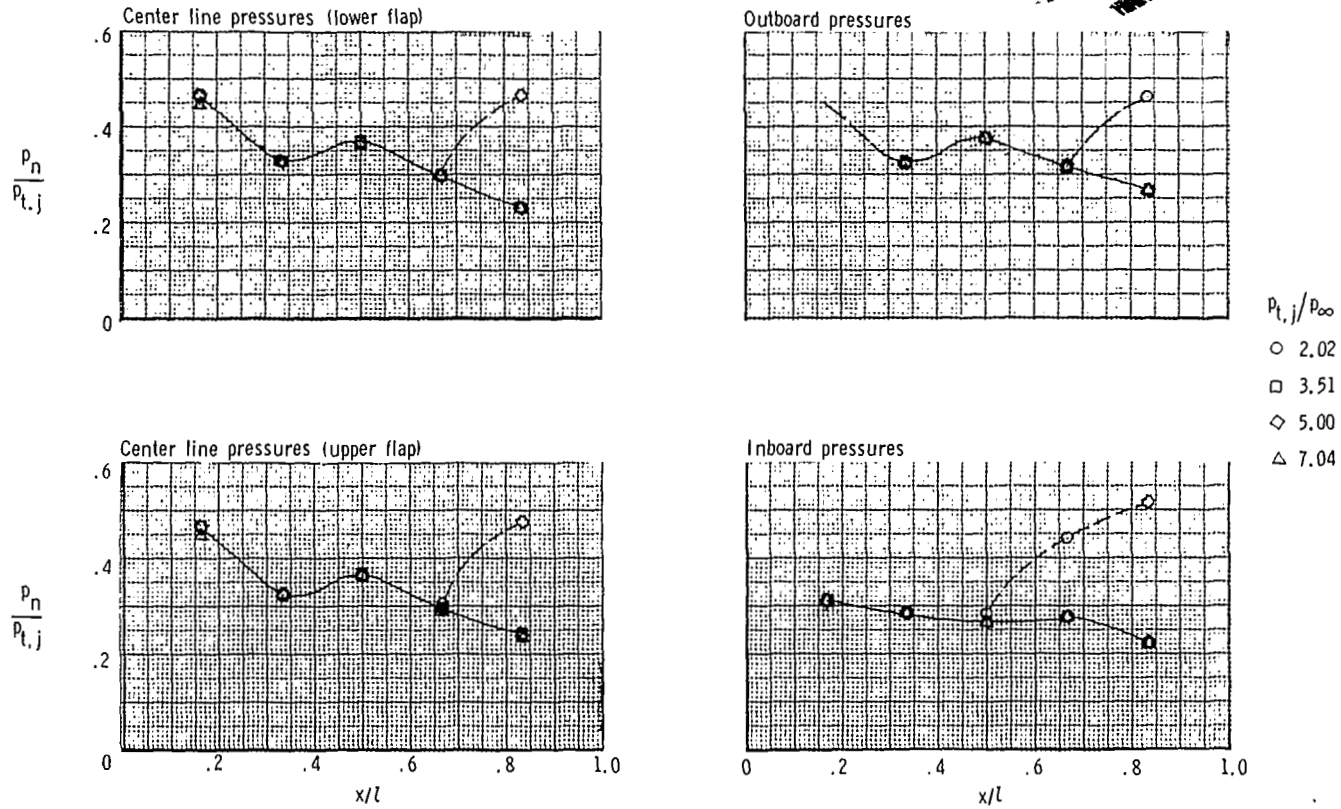 Center line pressures (lower flap)
Outboard pressures
.6
.4
.2
0
p_n
p_t,j
p_t,j/p_∞
○ 2.02
□ 3.51
◇ 5.00
△ 7.04
Center line pressures (upper flap)
Inboard pressures
.6
.4
.2
0
p_n
p_t,j
0 .2 .4 .6 .8 1.0
x/l
0 .2 .4 .6 .8 1.0
x/l